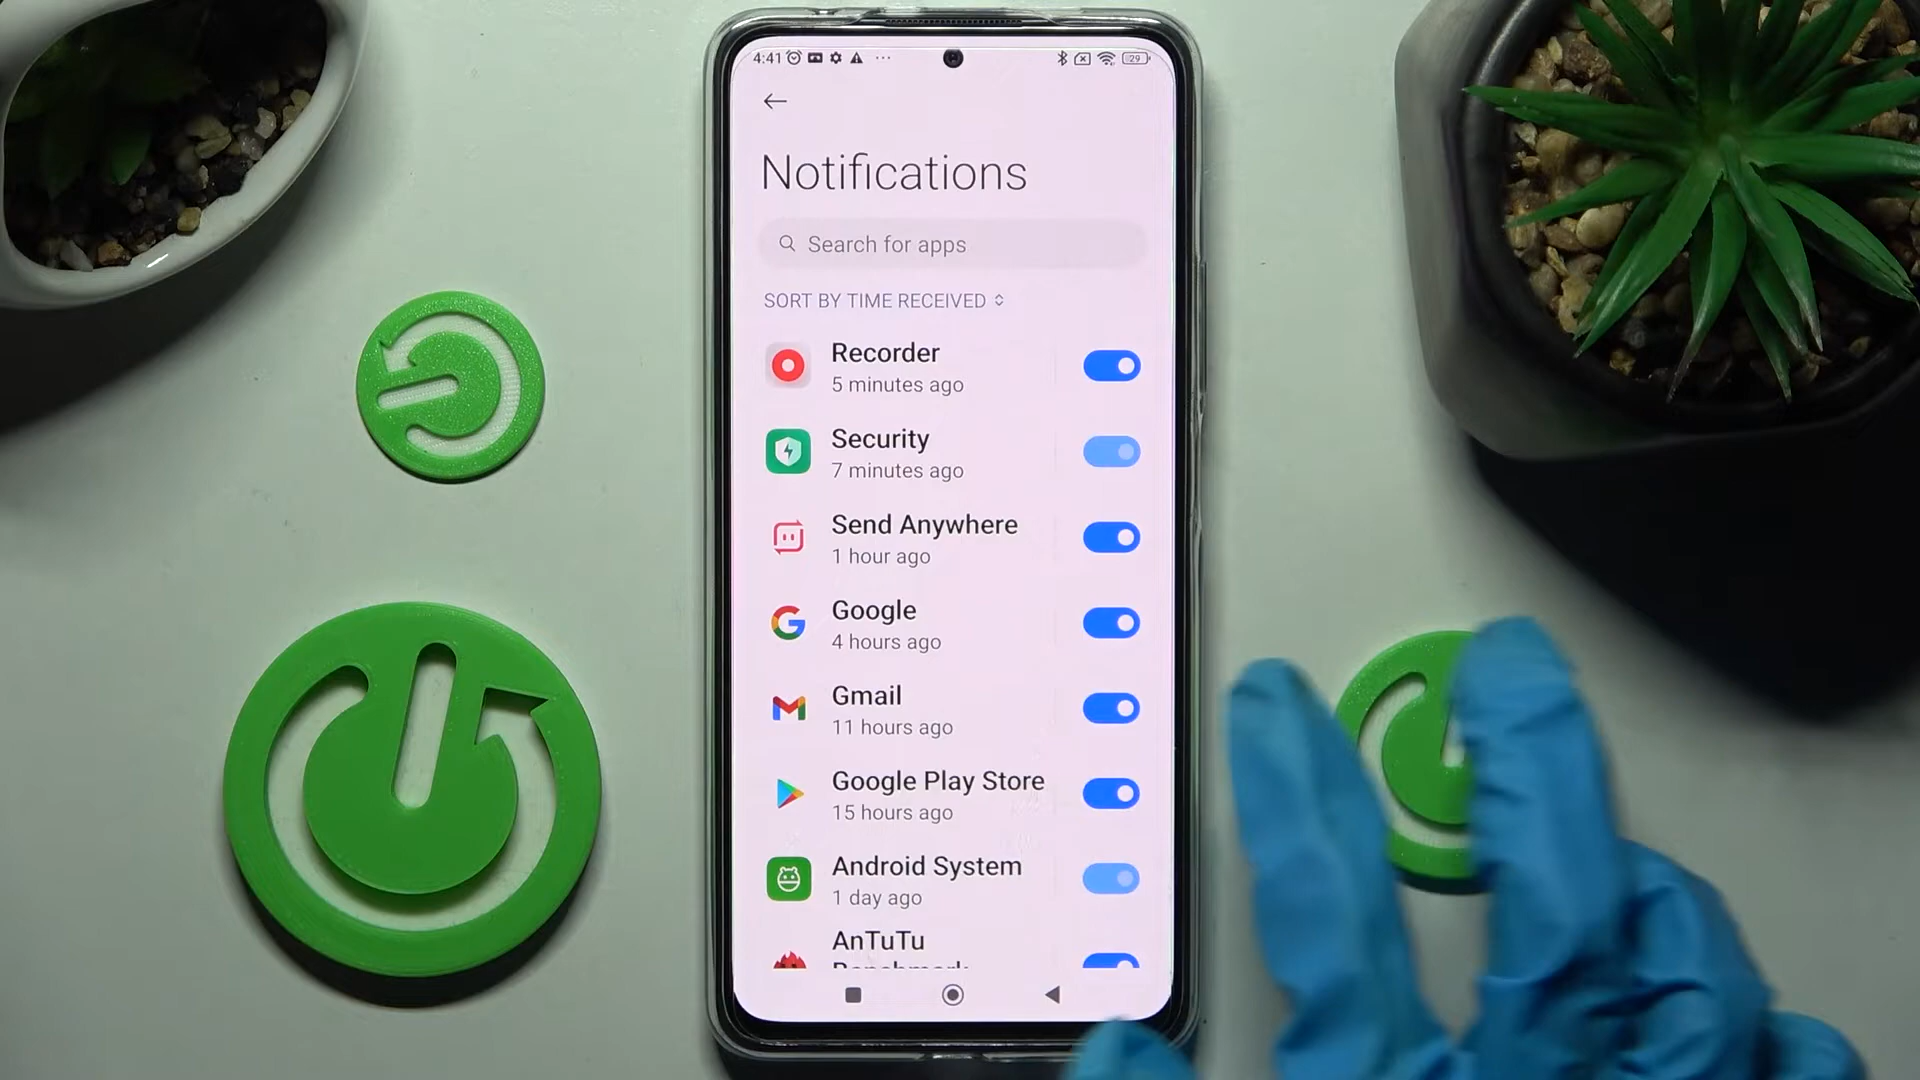 4:41
29
Notifications
Search for apps
SORT BY TIME RECEIVED
Recorder
5 minutes ago
Security
7 minutes ago
Send Anywhere
1 hour ago
Google
4 hours ago
Gmail
11 hours ago
Google Play Store
15 hours ago
Android System
1 day ago
AnTuTu
Benchmark